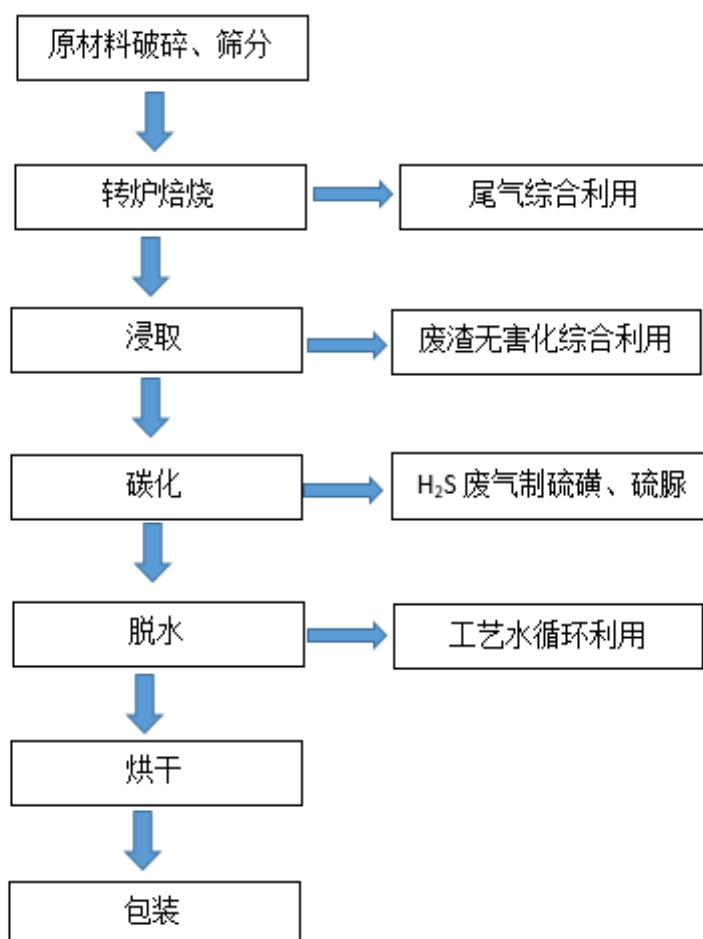 原材料破碎、筛分
转炉焙烧
尾气综合利用
浸取
废渣无害化综合利用
碳化
H₂S 废气制硫磺、硫脲
脱水
工艺水循环利用
烘干
包装